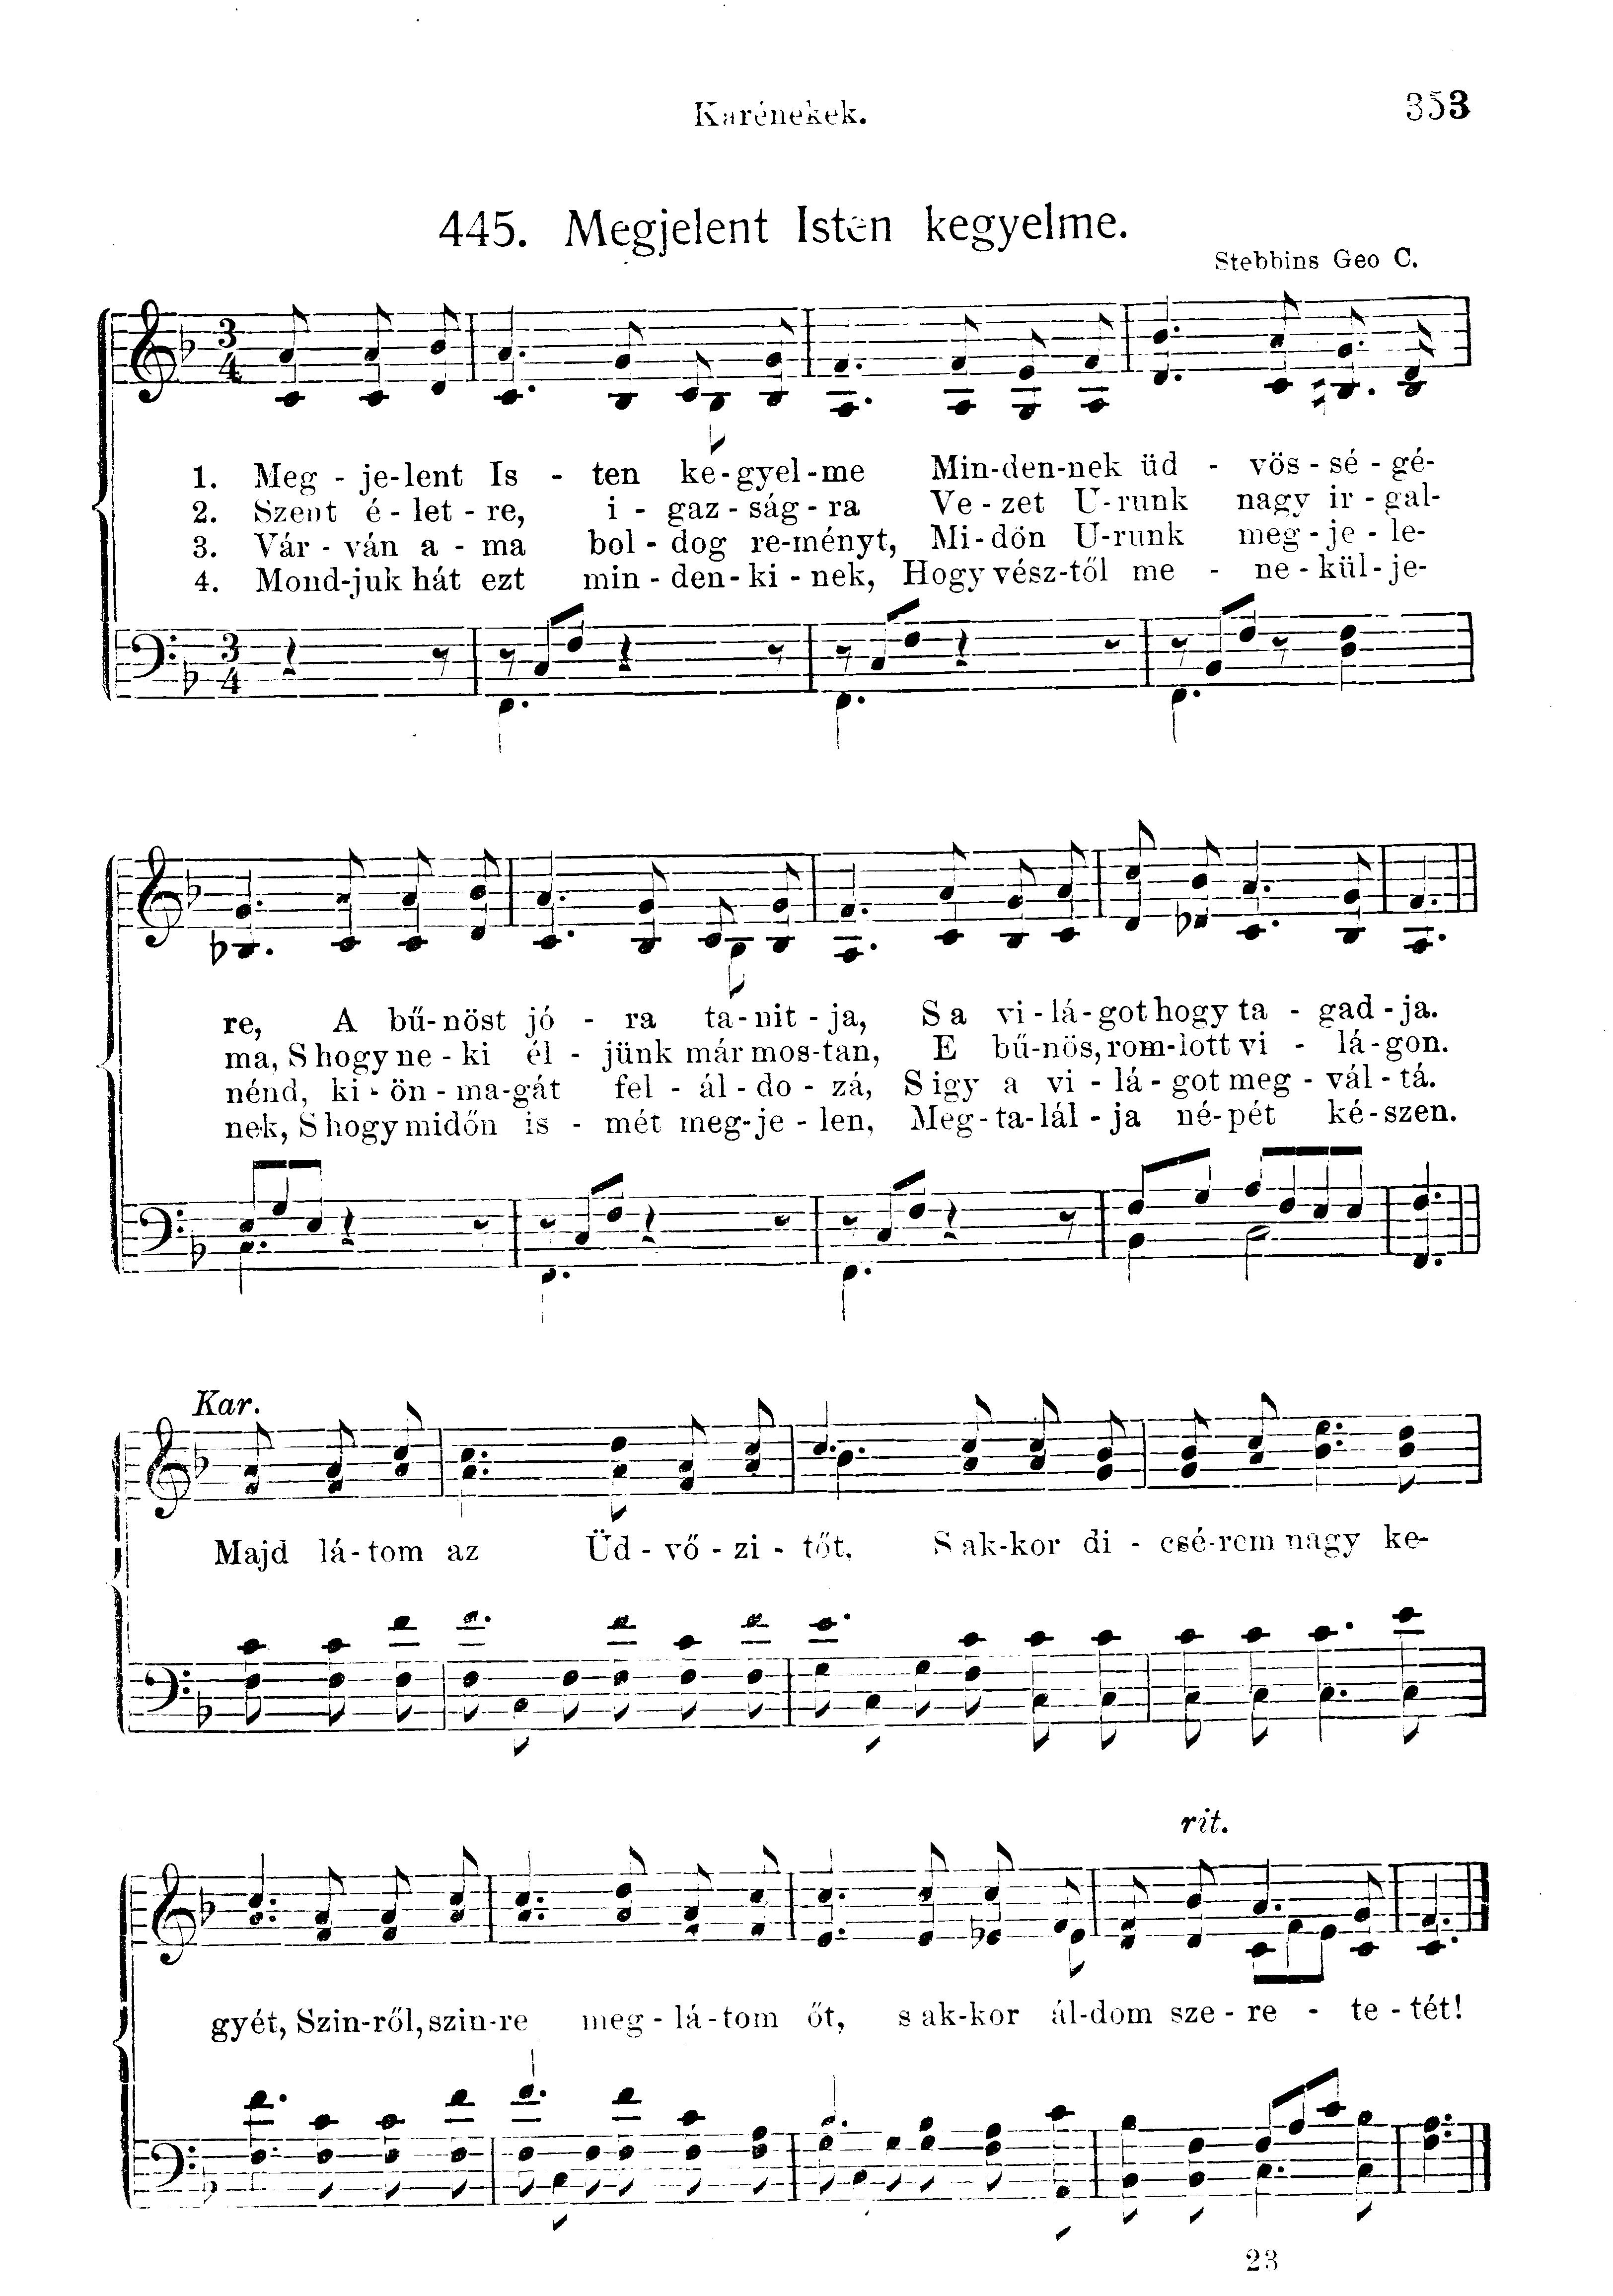 Karénekek.
353
445. Megjelent Isten kegyelme.
Stebbins Geo C.
3
4
1. Meg - je-lent Is - ten ke-gyel-me Min-den-nek üd - vös - sé - gé-
2. Szent é - let - re, i - gaz - ság - ra Ve - zet U - runk nagy ir - gal-
3. Vár - ván a - ma bol - dog re-ményt, Mi-dön U-runk meg - je - le-
4. Mond-juk hát ezt min - den - ki - nek, Hogy vész-től me - ne - kül - je-
3
4
re, A bű-nöst jó - ra ta-nit - ja, S a vi - lá - got hogy ta - gad - ja.
ma, S hogy ne - ki él - jünk már mos-tan, E bű-nös, rom-lott vi - lá-gon.
nénd, ki - ön - ma-gát fel - ál - do - zá, S igy a vi - lá - got meg - vál - tá.
nek, S hogy midőn is - mét meg-je - len, Meg-ta-lál - ja né-pét ké-szen.
Kar.
Majd lá-tom az Üd - vő - zi - tőt, S ak-kor di - csé-rem nagy ke-
rit.
gyét, Szin-ről, szin-re meg - lá - tom őt, s ak-kor ál-dom sze - re - te - tét!
23